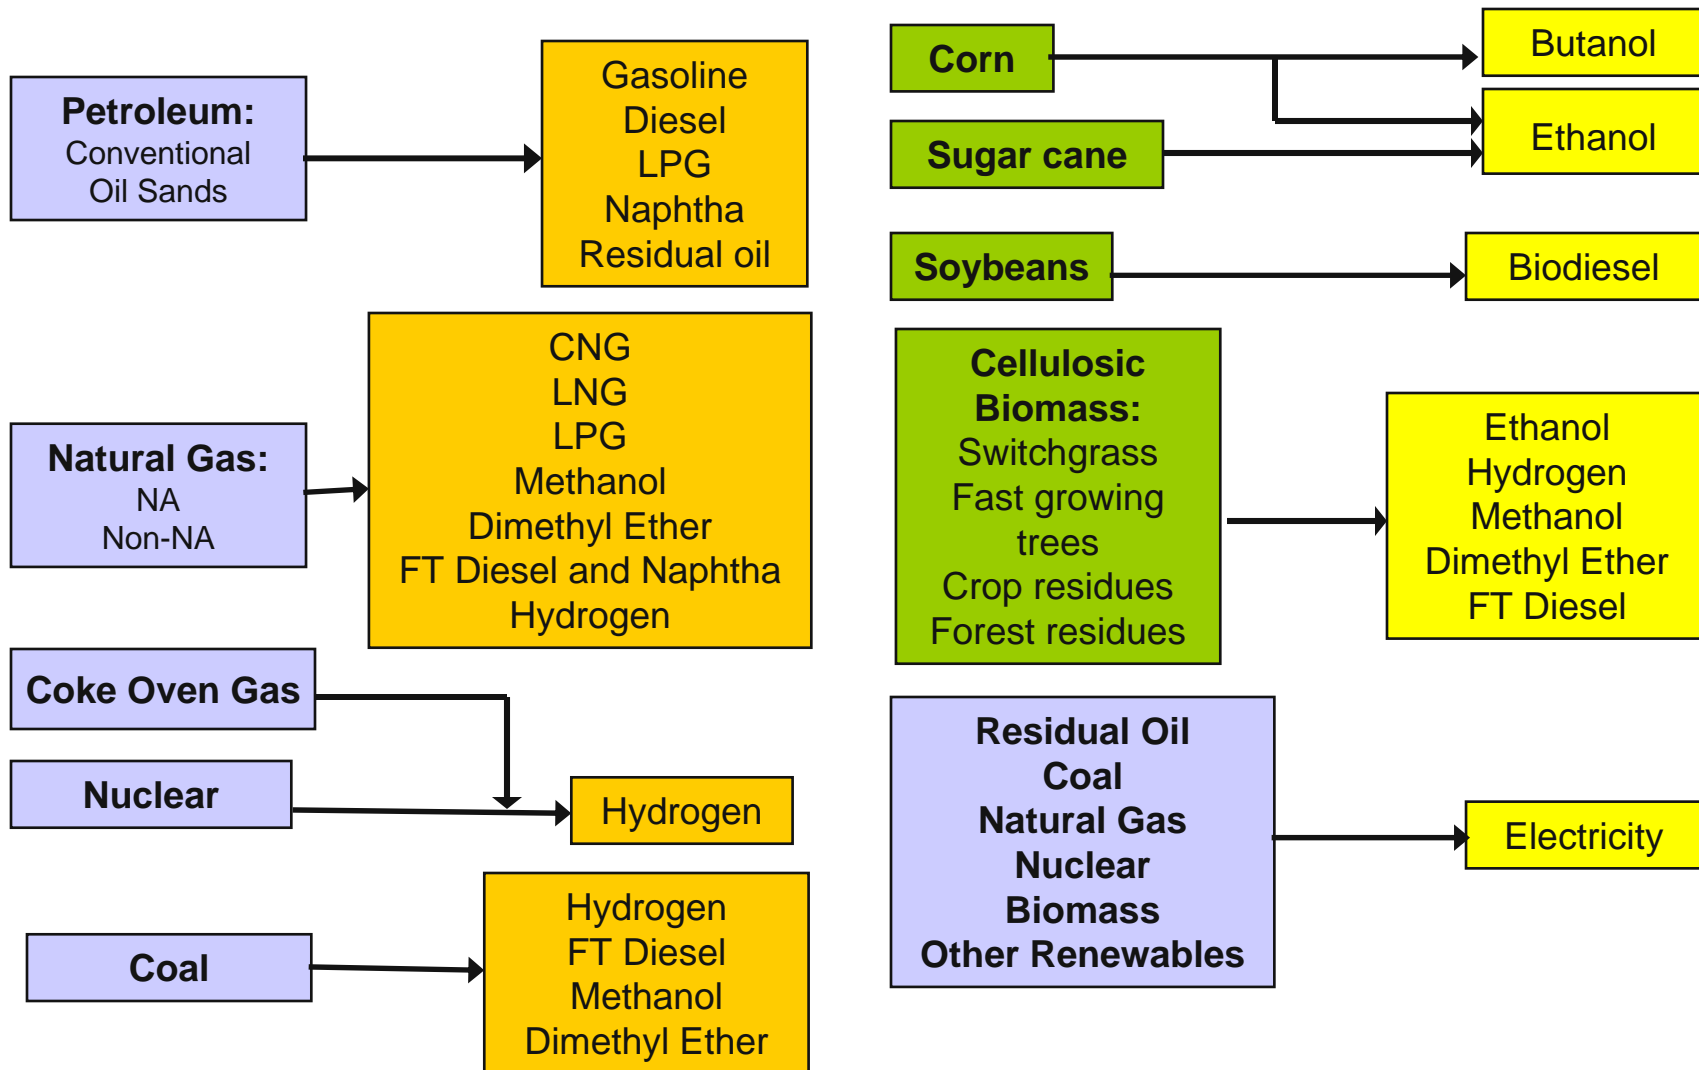 Petroleum:
Conventional
Oil Sands
Gasoline
Diesel
LPG
Naphtha
Residual oil
Natural Gas:
NA
Non-NA
CNG
LNG
LPG
Methanol
Dimethyl Ether
FT Diesel and Naphtha
Hydrogen
Coke Oven Gas
Nuclear
Hydrogen
Coal
Hydrogen
FT Diesel
Methanol
Dimethyl Ether
Corn
Butanol
Ethanol
Sugar cane
Soybeans
Biodiesel
Cellulosic
Biomass:
Switchgrass
Fast growing
trees
Crop residues
Forest residues
Ethanol
Hydrogen
Methanol
Dimethyl Ether
FT Diesel
Residual Oil
Coal
Natural Gas
Nuclear
Biomass
Other Renewables
Electricity